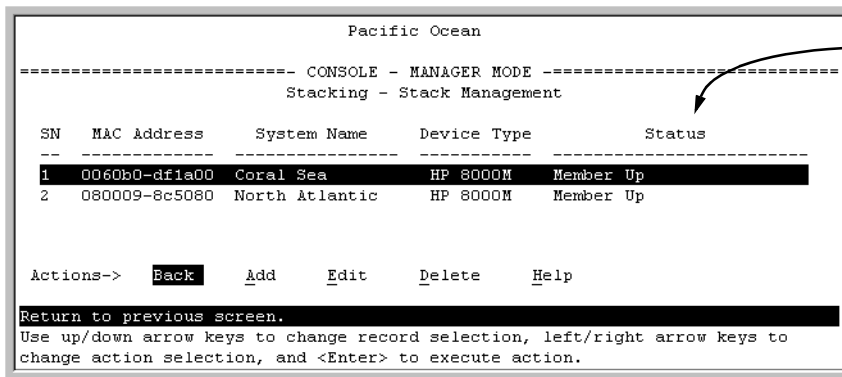 Pacific Ocean
===========================- CONSOLE - MANAGER MODE -=============================
Stacking - Stack Management
SN MAC Address System Name Device Type Status
-- ------------- ---------------- ----------- -------------------------
1 0060b0-df1a00 Coral Sea HP 8000M Member Up
2 080009-8c5080 North Atlantic HP 8000M Member Up
Actions-> Back Add Edit Delete Help
Return to previous screen.
Use up/down arrow keys to change record selection, left/right arrow keys to
change action selection, and <Enter> to execute action.